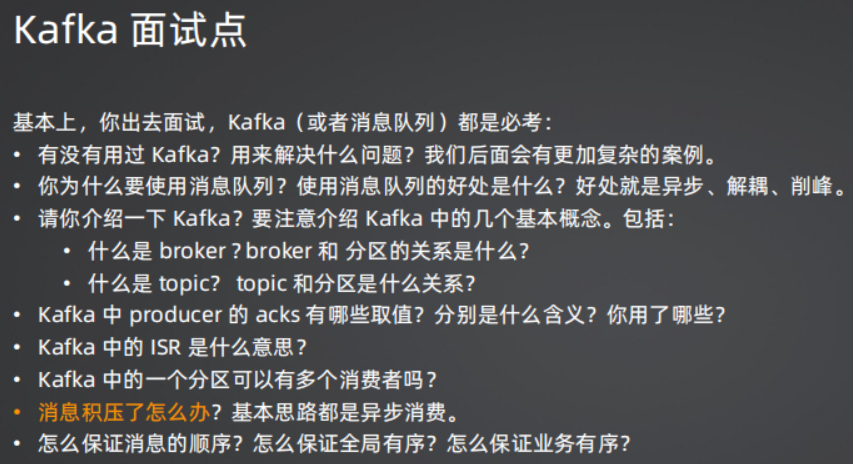 Kafka 面试点
基本上，你出去面试，Kafka（或者消息队列）都是必考：
• 有没有用过 Kafka？用来解决什么问题？我们后面会有更加复杂的案例。
• 你为什么要使用消息队列？使用消息队列的好处是什么？好处就是异步、解耦、削峰。
• 请你介绍一下 Kafka？要注意介绍 Kafka 中的几个基本概念。包括：
• 什么是 broker ? broker 和 分区的关系是什么？
• 什么是 topic？ topic 和分区是什么关系？
• Kafka 中 producer 的 acks 有哪些取值？分别是什么含义？你用了哪些？
• Kafka 中的 ISR 是什么意思？
• Kafka 中的一个分区可以有多个消费者吗？
• 消息积压了怎么办？基本思路都是异步消费。
• 怎么保证消息的顺序？怎么保证全局有序？怎么保证业务有序？